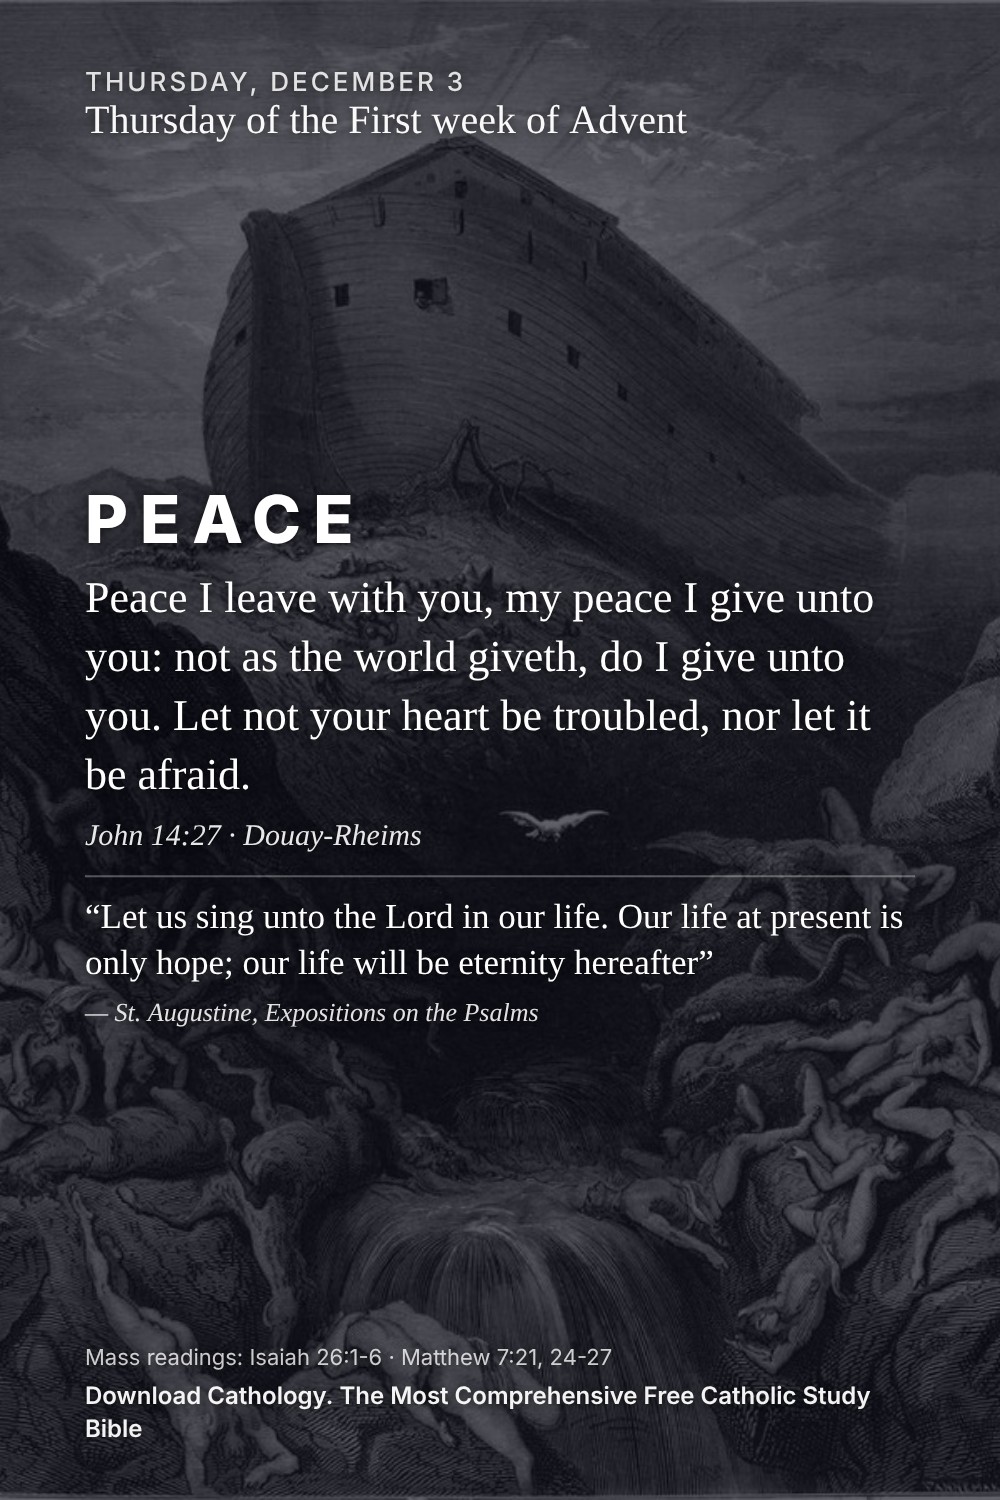 THURSDAY, DECEMBER 3
Thursday of the First week of Advent
PEACE
Peace I leave with you, my peace I give unto
you: not as the world giveth, do I give unto
you. Let not your heart be troubled, nor let it
be afraid.
John 14:27 · Douay-Rheims
“Let us sing unto the Lord in our life. Our life at present is
only hope; our life will be eternity hereafter”
— St. Augustine, Expositions on the Psalms
Mass readings: Isaiah 26:1-6 · Matthew 7:21, 24-27
Download Cathology. The Most Comprehensive Free Catholic Study
Bible